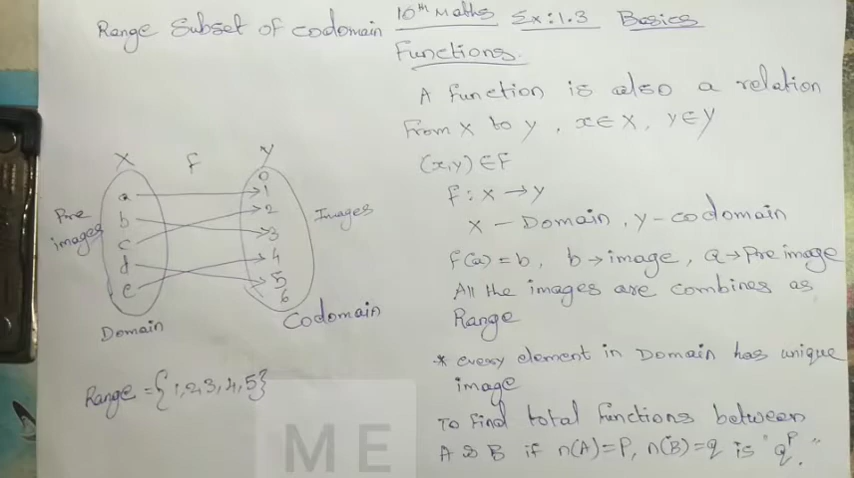 Range Subset of codomain
10th Maths Ex:1.3 Basics
Functions.
A function is also a relation
from X to Y, x∈X, y∈Y
(x,y)∈f
f: X→Y
X - Domain, Y-codomain
f(a)=b, b→image, a→Preimage
All the images are combines as
Range
* every element in Domain has unique
image
To find total functions between
A & B if n(A)=P, n(B)=q is "q^P."
X f Y
Pre
images
a
b
c
d
e
0
1
2
3
4
5
6
Images
Domain
Codomain
Range={1,2,3,4,5}
ME